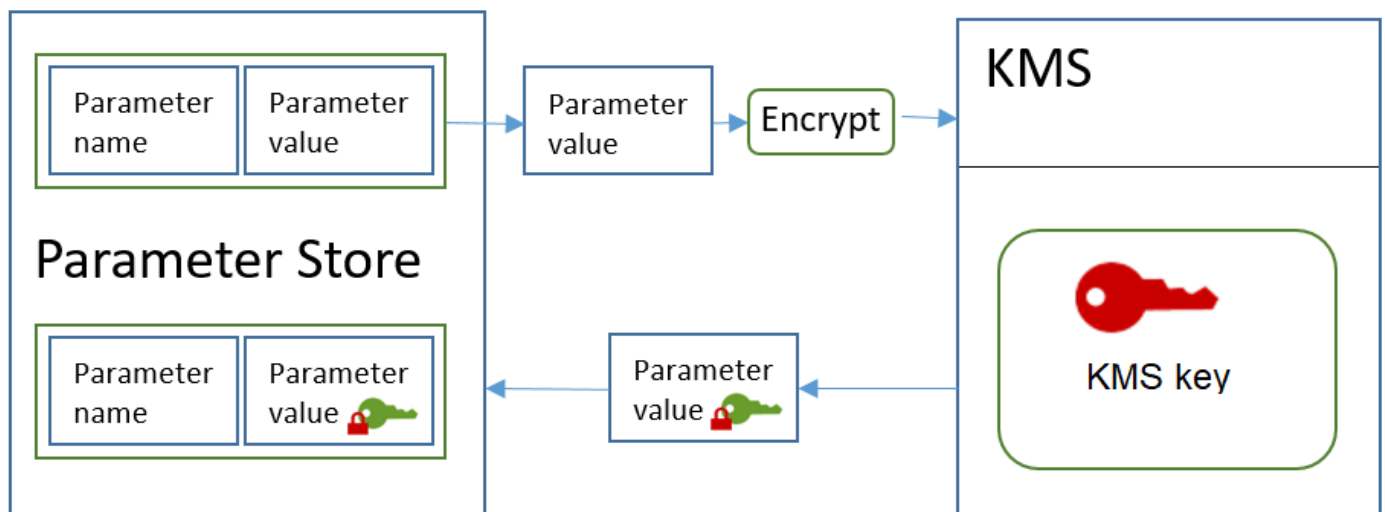 Parameter
name
Parameter
value
Parameter
value
Encrypt
KMS
Parameter Store
Parameter
name
Parameter
value
Parameter
value
KMS key